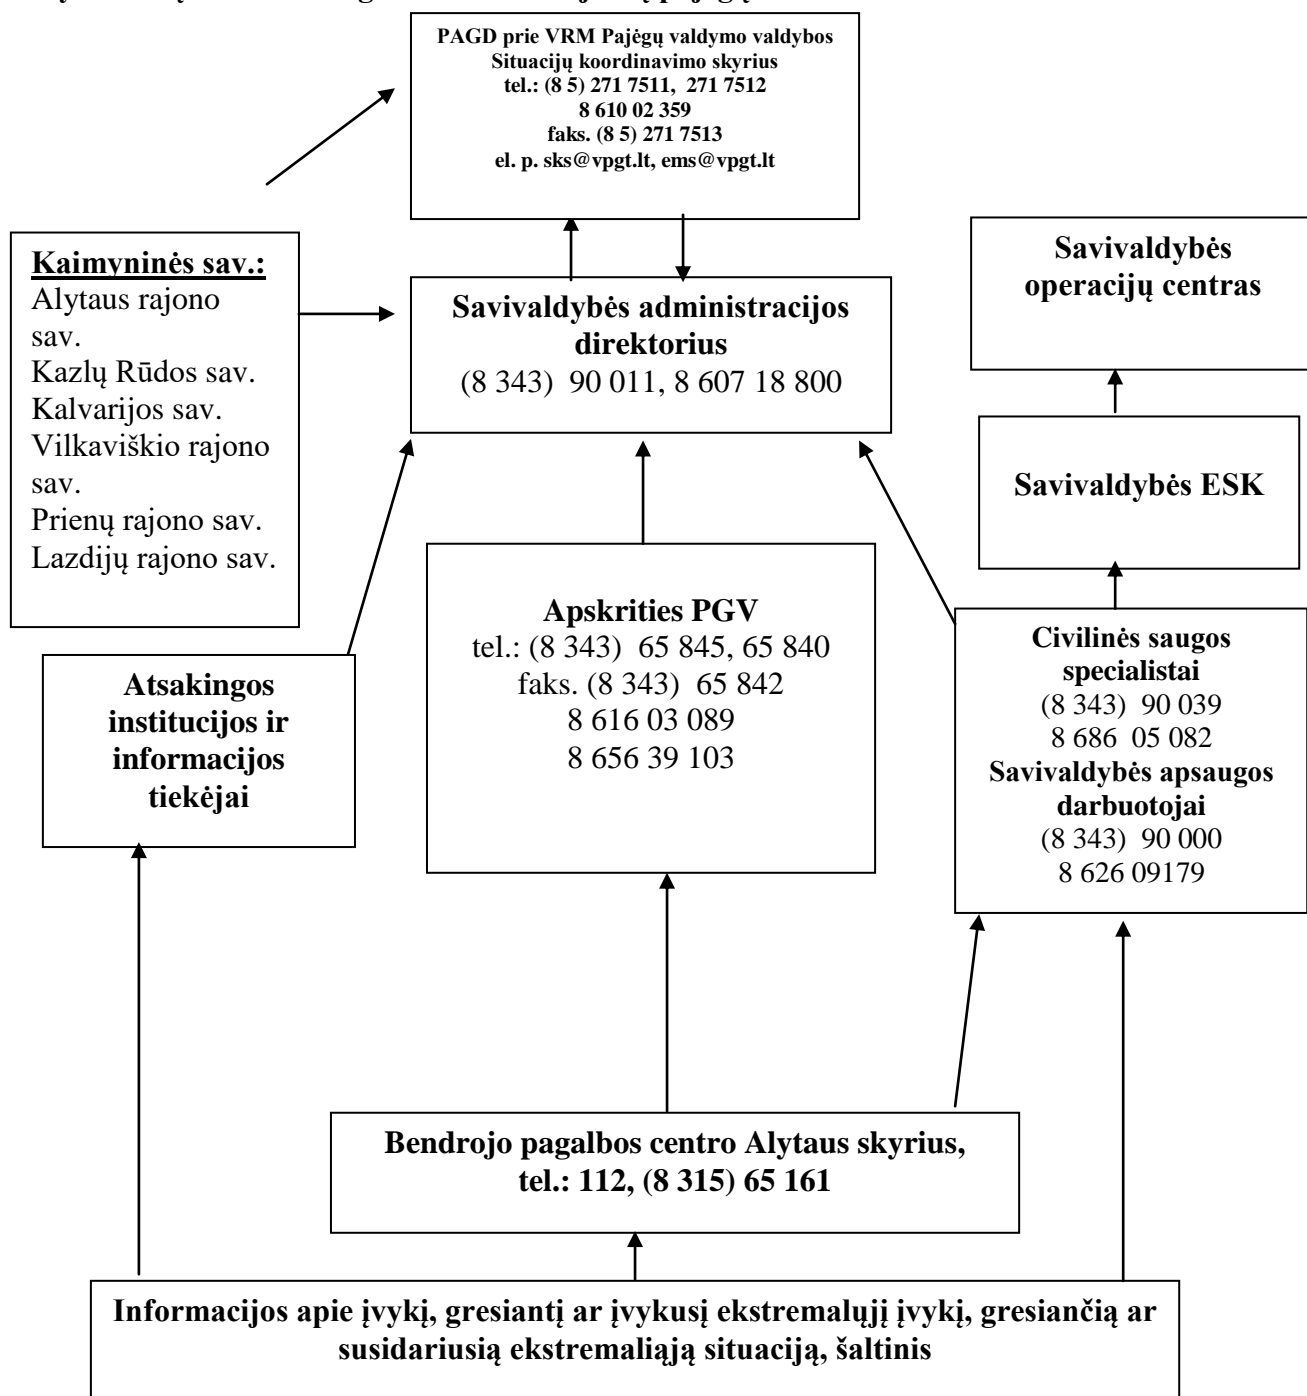 PAGD prie VRM Pajėgų valdymo valdybos
Situacijų koordinavimo skyrius
tel.: (8 5) 271 7511, 271 7512
8 610 02 359
faks. (8 5) 271 7513
el. p. sks@vpgt.lt, ems@vpgt.lt
Kaimyninės sav.:
Alytaus rajono
sav.
Kazlų Rūdos sav.
Kalvarijos sav.
Vilkaviškio rajono
sav.
Prienų rajono sav.
Lazdijų rajono sav.
Savivaldybės administracijos
direktorius
(8 343) 90 011, 8 607 18 800
Savivaldybės
operacijų centras
Savivaldybės ESK
Apskrities PGV
tel.: (8 343) 65 845, 65 840
faks. (8 343) 65 842
8 616 03 089
8 656 39 103
Civilinės saugos
specialistai
(8 343) 90 039
8 686 05 082
Savivaldybės apsaugos
darbuotojai
(8 343) 90 000
8 626 09179
Atsakingos
institucijos ir
informacijos
tiekėjai
Bendrojo pagalbos centro Alytaus skyrius,
tel.: 112, (8 315) 65 161
Informacijos apie įvykį, gresiantį ar įvykusį ekstremalųjį įvykį, gresiančią ar
susidariusią ekstremaliąją situaciją, šaltinis